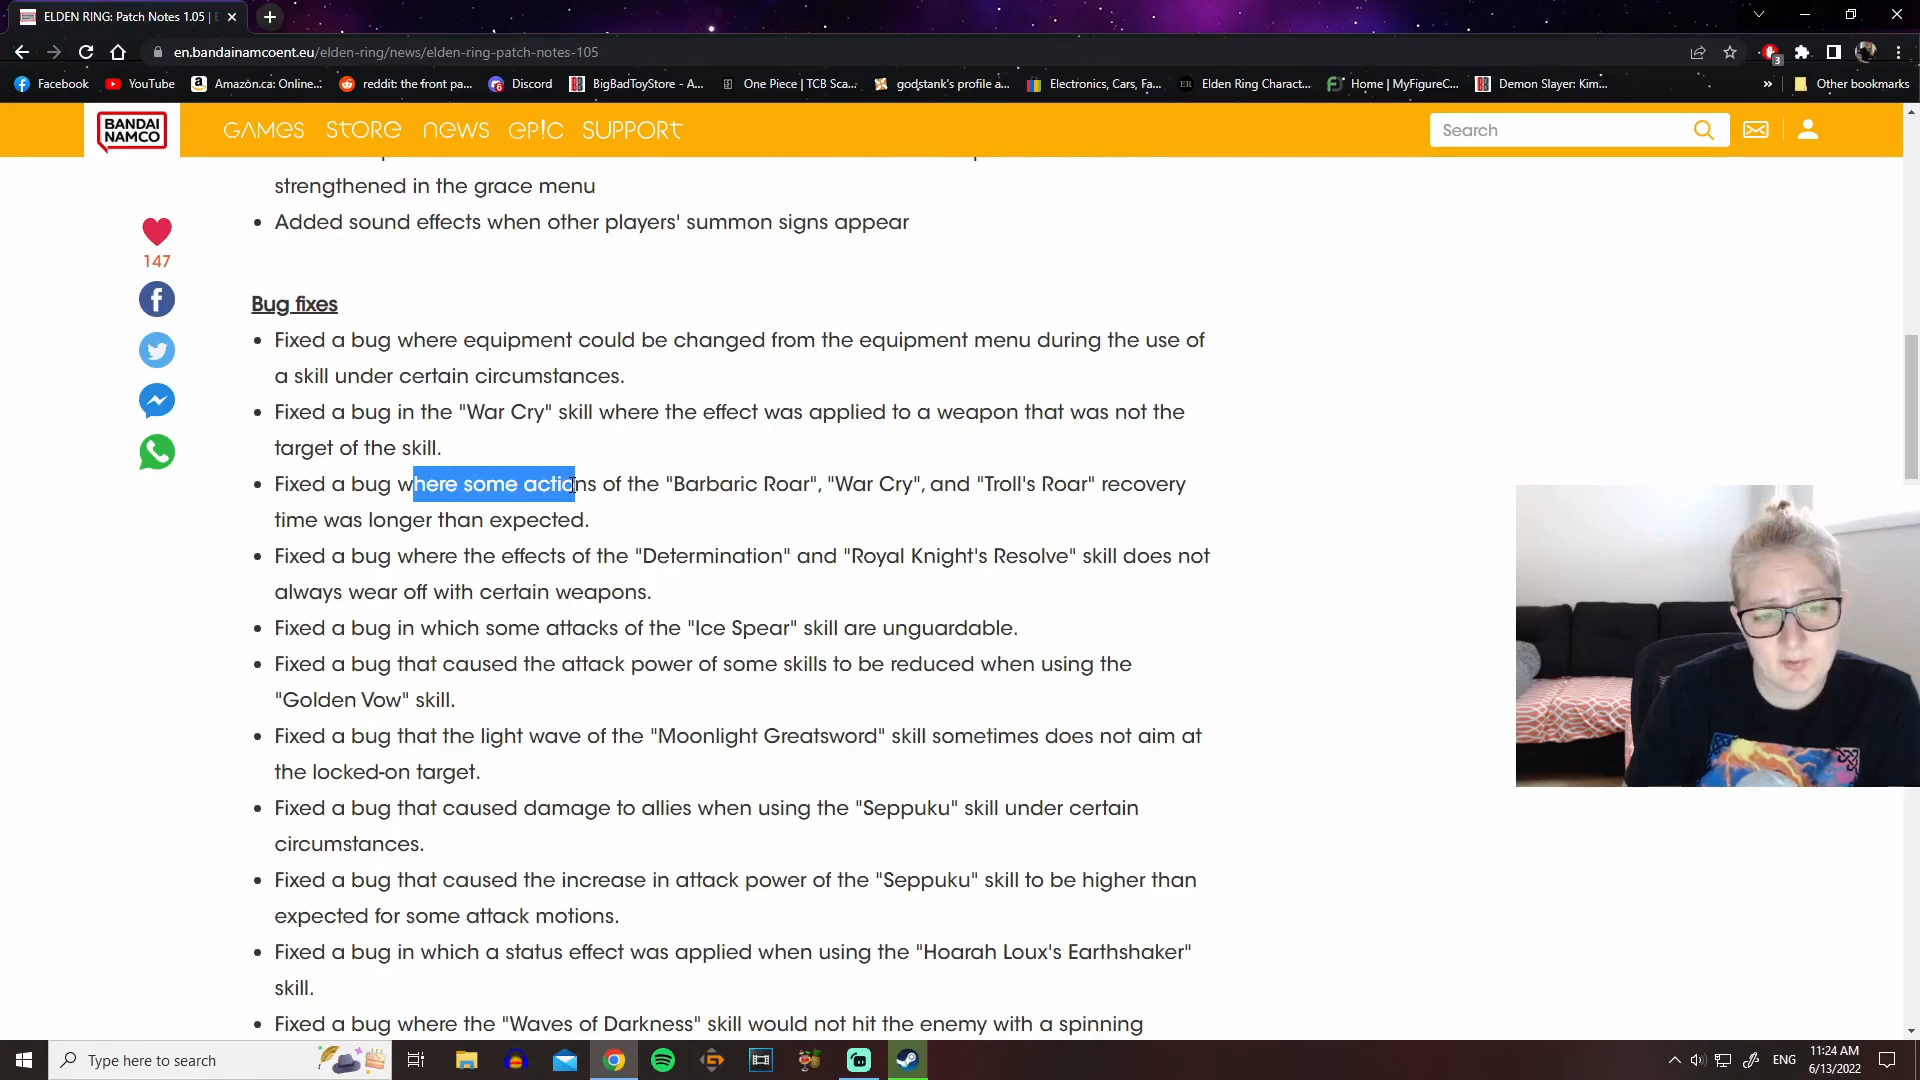 ELDEN RING: Patch Notes 1.05 |
en.bandainamcoent.eu/elden-ring/news/elden-ring-patch-notes-105
3
Facebook
YouTube
Amazon.ca: Online...
reddit: the front pa...
Discord
BigBadToyStore - A...
One Piece | TCB Sca...
godstank's profile a...
Electronics, Cars, Fa...
ER
Elden Ring Charact...
Home | MyFigureC...
Demon Slayer: Kim...
»
Other bookmarks
BANDAI
NAMCO
GAMES
STORE
NEWS
EP!C
SUPPORT
Search
strengthened in the grace menu
• Added sound effects when other players' summon signs appear
147
Bug fixes
• Fixed a bug where equipment could be changed from the equipment menu during the use of
a skill under certain circumstances.
• Fixed a bug in the "War Cry" skill where the effect was applied to a weapon that was not the
target of the skill.
• Fixed a bug where some actions of the "Barbaric Roar", "War Cry", and "Troll's Roar" recovery
time was longer than expected.
• Fixed a bug where the effects of the "Determination" and "Royal Knight's Resolve" skill does not
always wear off with certain weapons.
• Fixed a bug in which some attacks of the "Ice Spear" skill are unguardable.
• Fixed a bug that caused the attack power of some skills to be reduced when using the
"Golden Vow" skill.
• Fixed a bug that the light wave of the "Moonlight Greatsword" skill sometimes does not aim at
the locked-on target.
• Fixed a bug that caused damage to allies when using the "Seppuku" skill under certain
circumstances.
• Fixed a bug that caused the increase in attack power of the "Seppuku" skill to be higher than
expected for some attack motions.
• Fixed a bug in which a status effect was applied when using the "Hoarah Loux's Earthshaker"
skill.
• Fixed a bug where the "Waves of Darkness" skill would not hit the enemy with a spinning
Type here to search
ENG
11:24 AM
6/13/2022